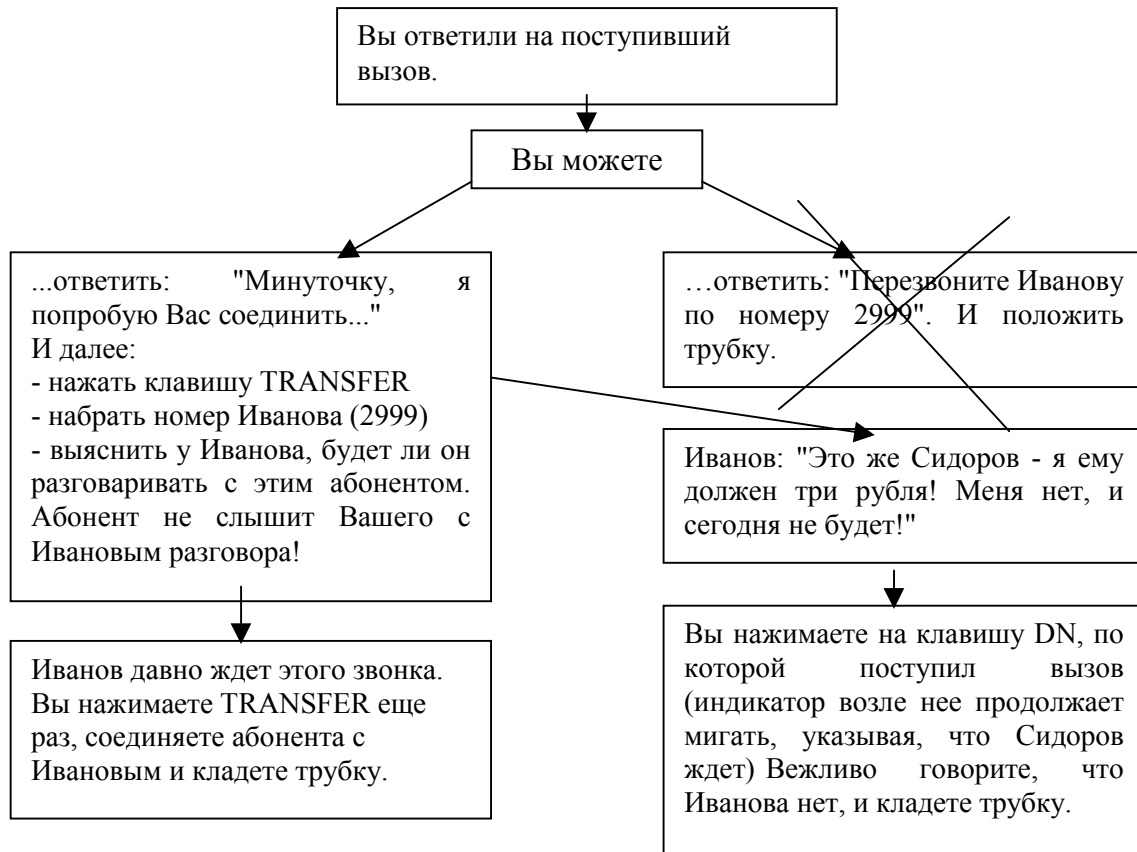 Вы ответили на поступивший
вызов.
Вы можете
...ответить: "Минуточку, я
попробую Вас соединить..."
И далее:
- нажать клавишу TRANSFER
- набрать номер Иванова (2999)
- выяснить у Иванова, будет ли он
разговаривать с этим абонентом.
Абонент не слышит Вашего с
Ивановым разговора!
…ответить: "Перезвоните Иванову
по номеру 2999". И положить
трубку.
Иванов: "Это же Сидоров - я ему
должен три рубля! Меня нет, и
сегодня не будет!"
Иванов давно ждет этого звонка.
Вы нажимаете TRANSFER еще
раз, соединяете абонента с
Ивановым и кладете трубку.
Вы нажимаете на клавишу DN, по
которой поступил вызов
(индикатор возле нее продолжает
мигать, указывая, что Сидоров
ждет) Вежливо говорите, что
Иванова нет, и кладете трубку.